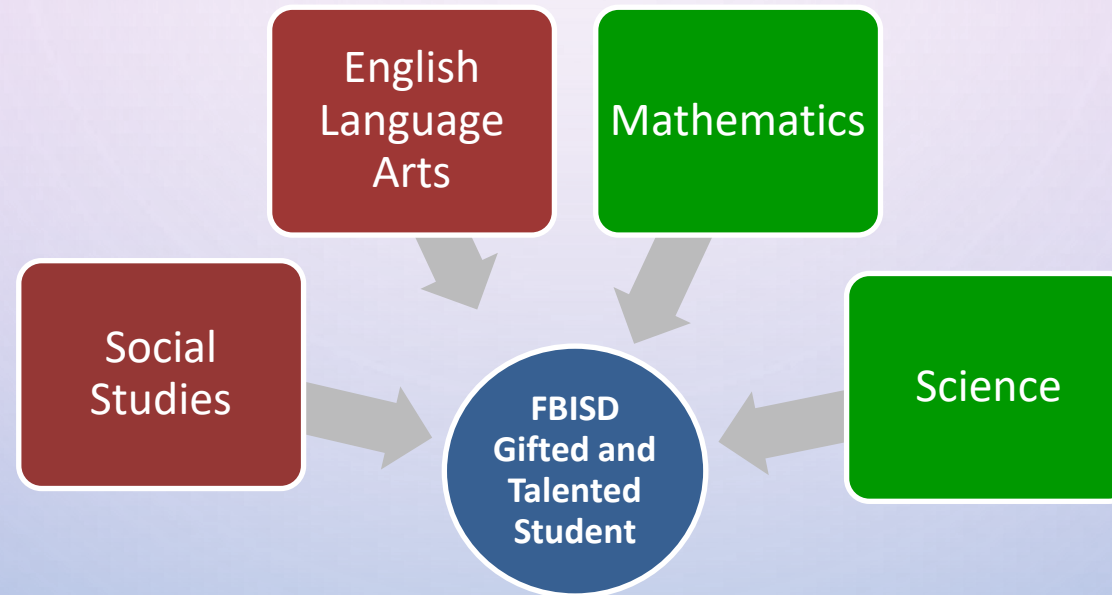 English
Language
Arts
Mathematics
Social
Studies
Science
FBISD
Gifted and
Talented
Student